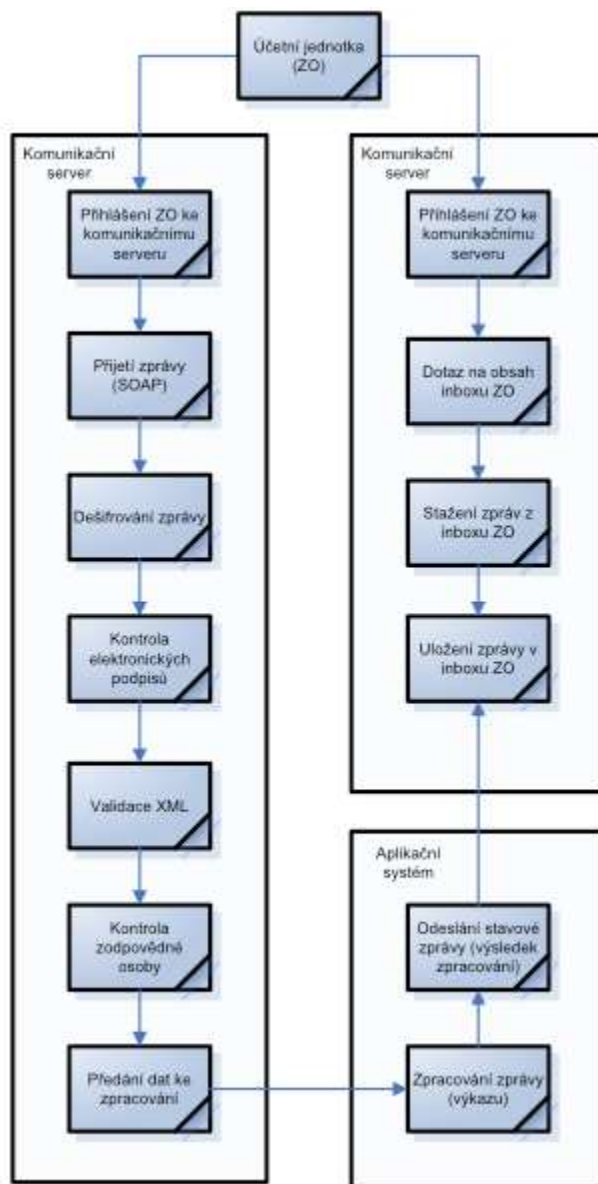 Účetní jednotka
(ZO)
Komunikační
server
Přihlášení ZO ke
komunikačnímu
serveru
Přijetí zprávy
(SOAP)
Dešifrování zprávy
Kontrola
elektronických
podpisů
Validace XML
Kontrola
zodpovědné
osoby
Předání dat ke
zpracování
Komunikační
server
Přihlášení ZO ke
komunikačnímu
serveru
Dotaz na obsah
inboxu ZO
Stažení zpráv z
inboxu ZO
Uložení zprávy v
inboxu ZO
Aplikační
systém
Odeslání stavové
zprávy (výsledek
zpracování)
Zpracování zprávy
(výkazu)